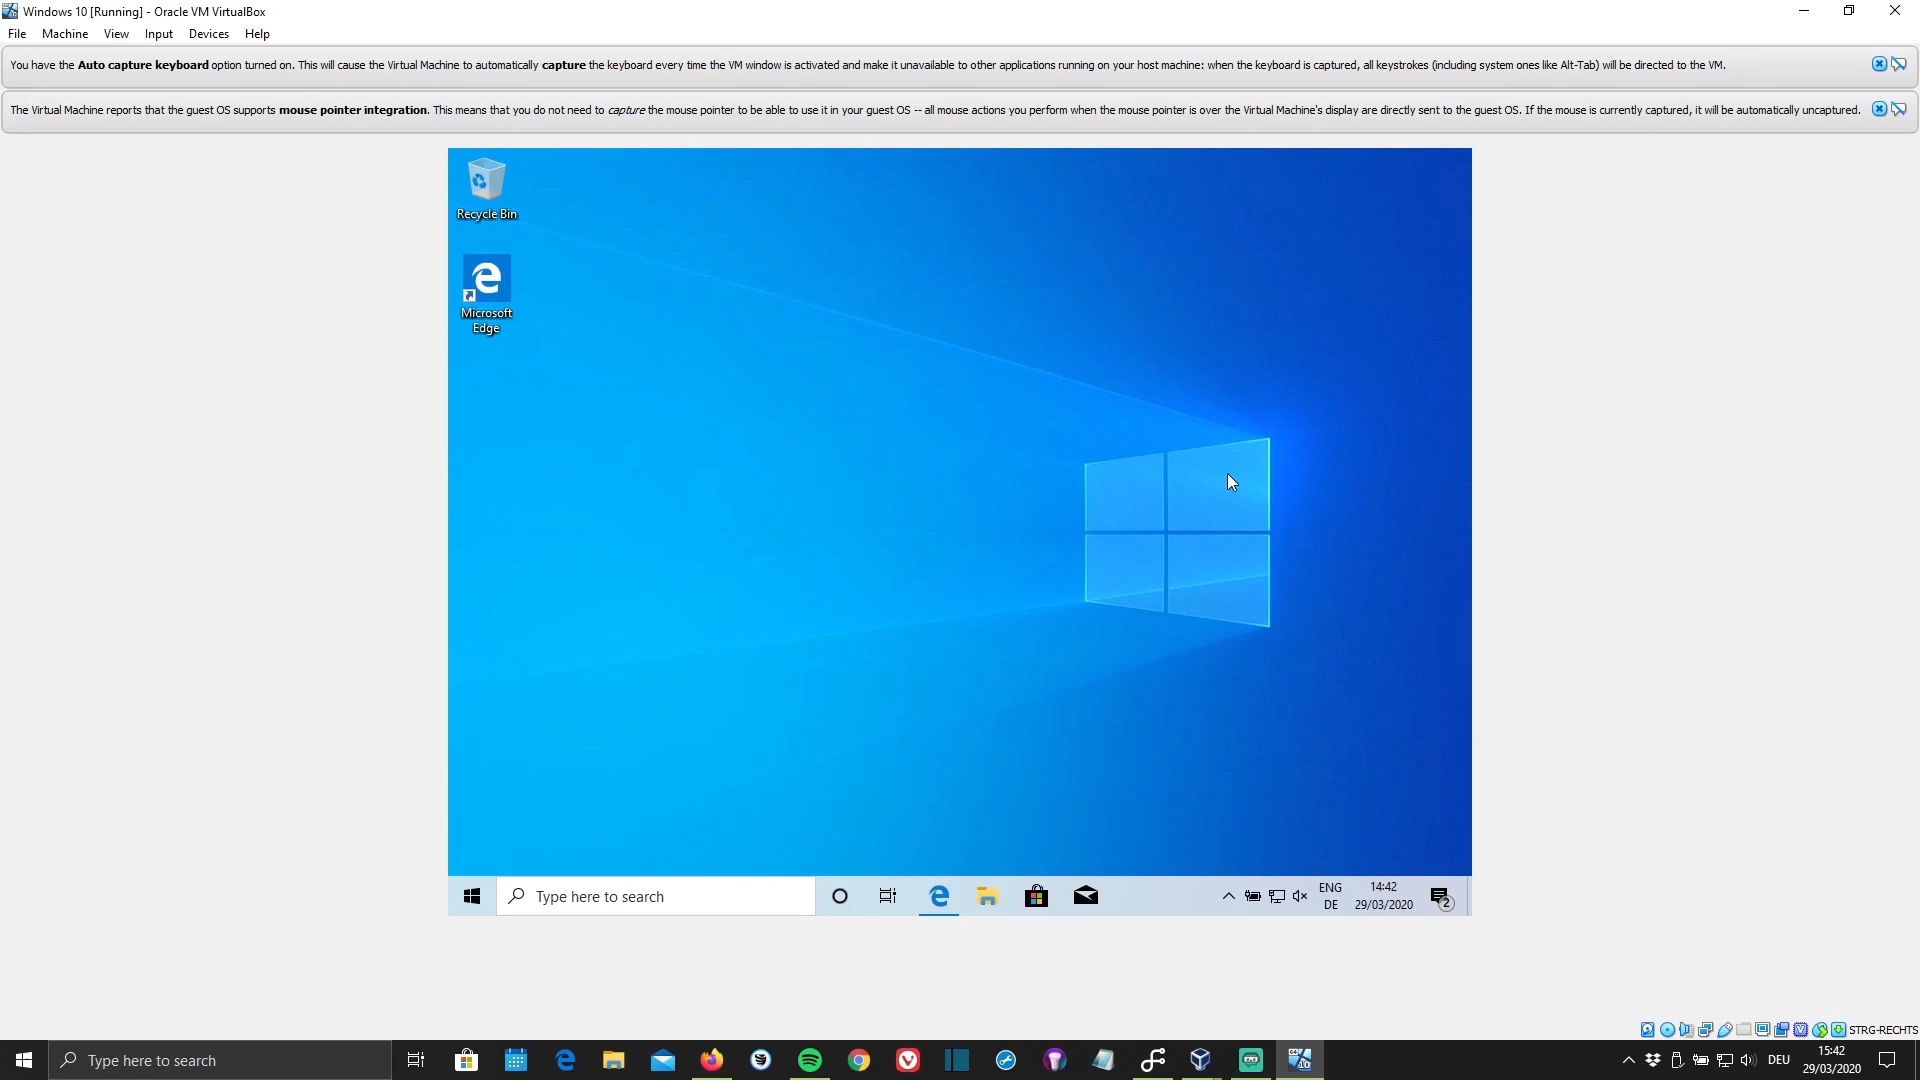 Windows 10 [Running] - Oracle VM VirtualBox
File Machine View Input Devices Help
You have the Auto capture keyboard option turned on. This will cause the Virtual Machine to automatically capture the keyboard every time the VM window is activated and make it unavailable to other applications running on your host machine: when the keyboard is captured, all keystrokes (including system ones like Alt-Tab) will be directed to the VM.
The Virtual Machine reports that the guest OS supports mouse pointer integration. This means that you do not need to capture the mouse pointer to be able to use it in your guest OS -- all mouse actions you perform when the mouse pointer is over the Virtual Machine's display are directly sent to the guest OS. If the mouse is currently captured, it will be automatically uncaptured.
Recycle Bin
Microsoft
Edge
Type here to search
ENG
DE
14:42
29/03/2020
2
STRG-RECHTS
Type here to search
DEU
15:42
29/03/2020